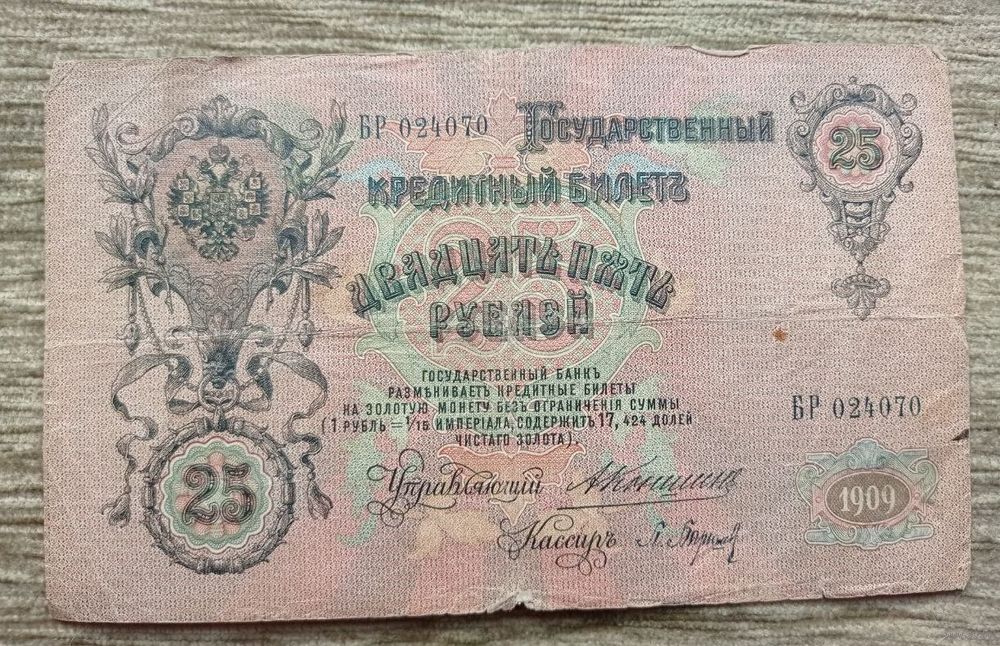 БР 024070
Государственный
25
кредитный билетъ
двадцать пять
рублей
ГОСУДАРСТВЕННЫЙ БАНКЪ
РАЗМѢНИВАЕТЪ КРЕДИТНЫЕ БИЛЕТЫ
НА ЗОЛОТУЮ МОНЕТУ БЕЗЪ ОГРАНИЧЕНІЯ СУММЫ
(1 РУБЛЬ = 1/15 ИМПЕРІАЛА, СОДЕРЖИТЪ 17, 424 ДОЛЕЙ
ЧИСТАГО ЗОЛОТА).
БР 024070
25
Управляющій
1909
Кассиръ